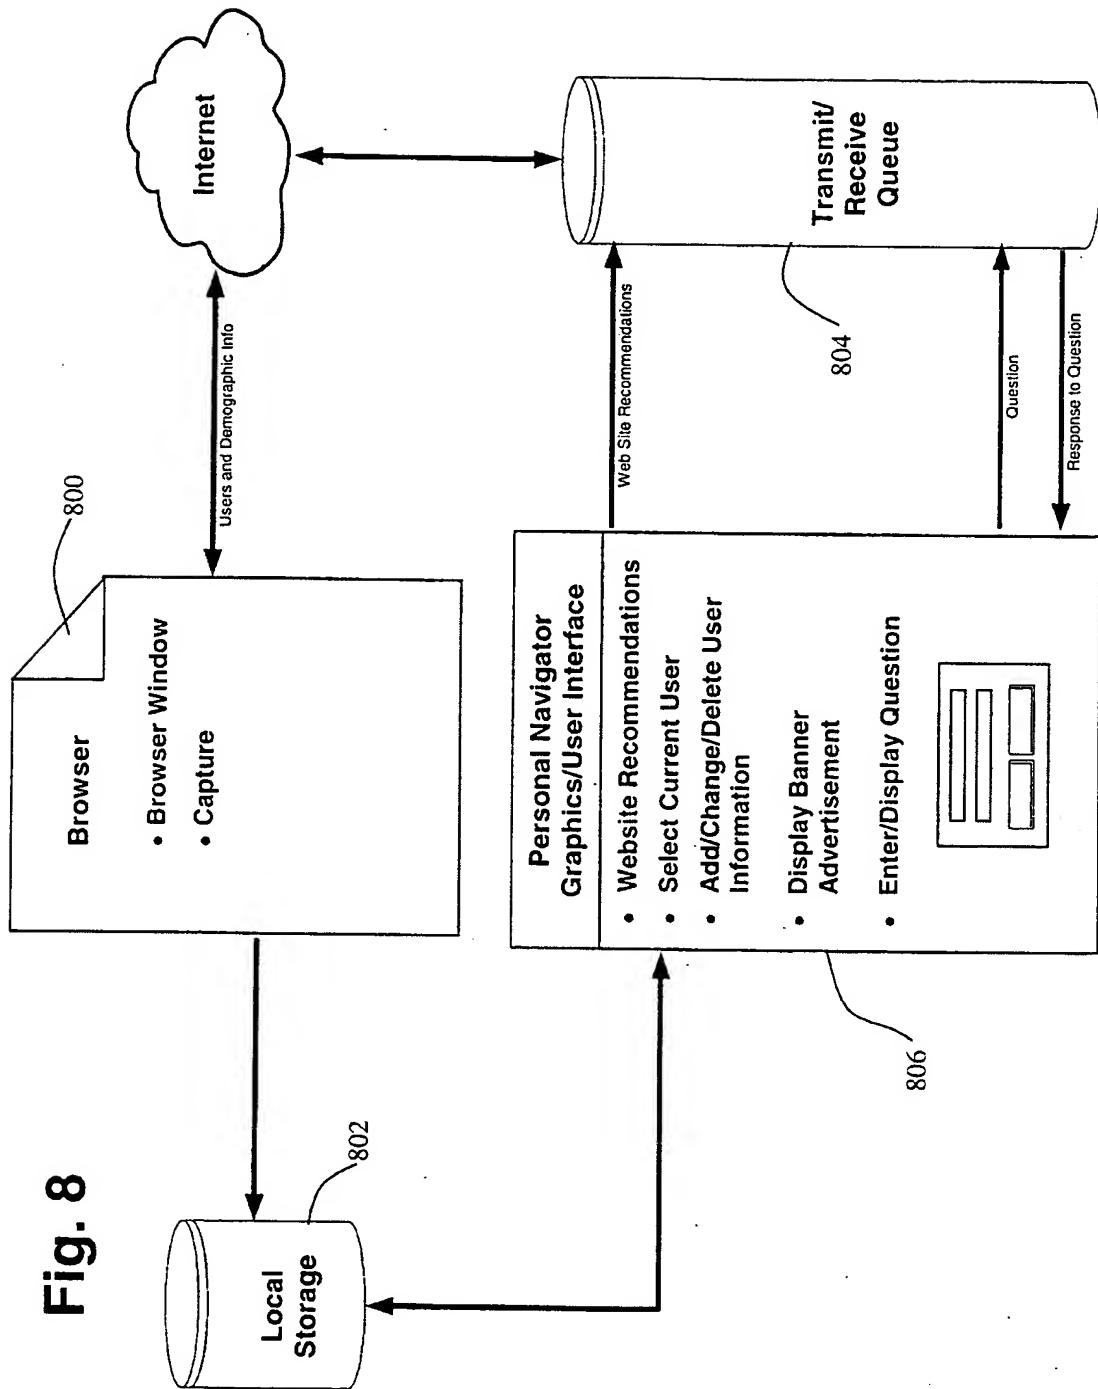 Fig. 8
Browser
• Browser Window
• Capture
800
Users and Demographic Info
Internet
Local
Storage
802
Personal Navigator
Graphics/User Interface
• Website Recommendations
• Select Current User
• Add/Change/Delete User
Information
• Display Banner
Advertisement
• Enter/Display Question
806
Web Site Recommendations
Question
Response to Question
Transmit/
Receive
Queue
804